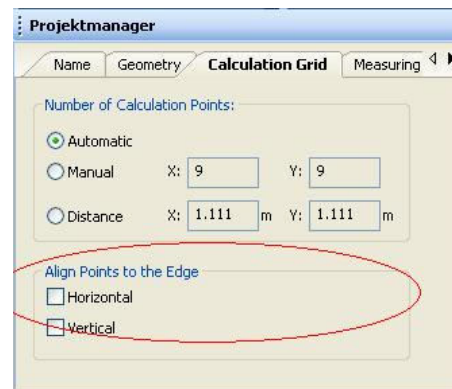 Projektmanager
Name Geometry Calculation Grid Measuring
Number of Calculation Points:
Automatic
Manual X: 9 Y: 9
Distance X: 1.111 m Y: 1.111 m
Align Points to the Edge
Horizontal
Vertical